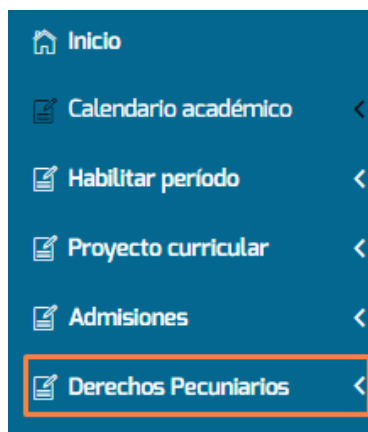 Inicio
Calendario académico
Habilitar período
Proyecto curricular
Admisiones
Derechos Pecuniarios